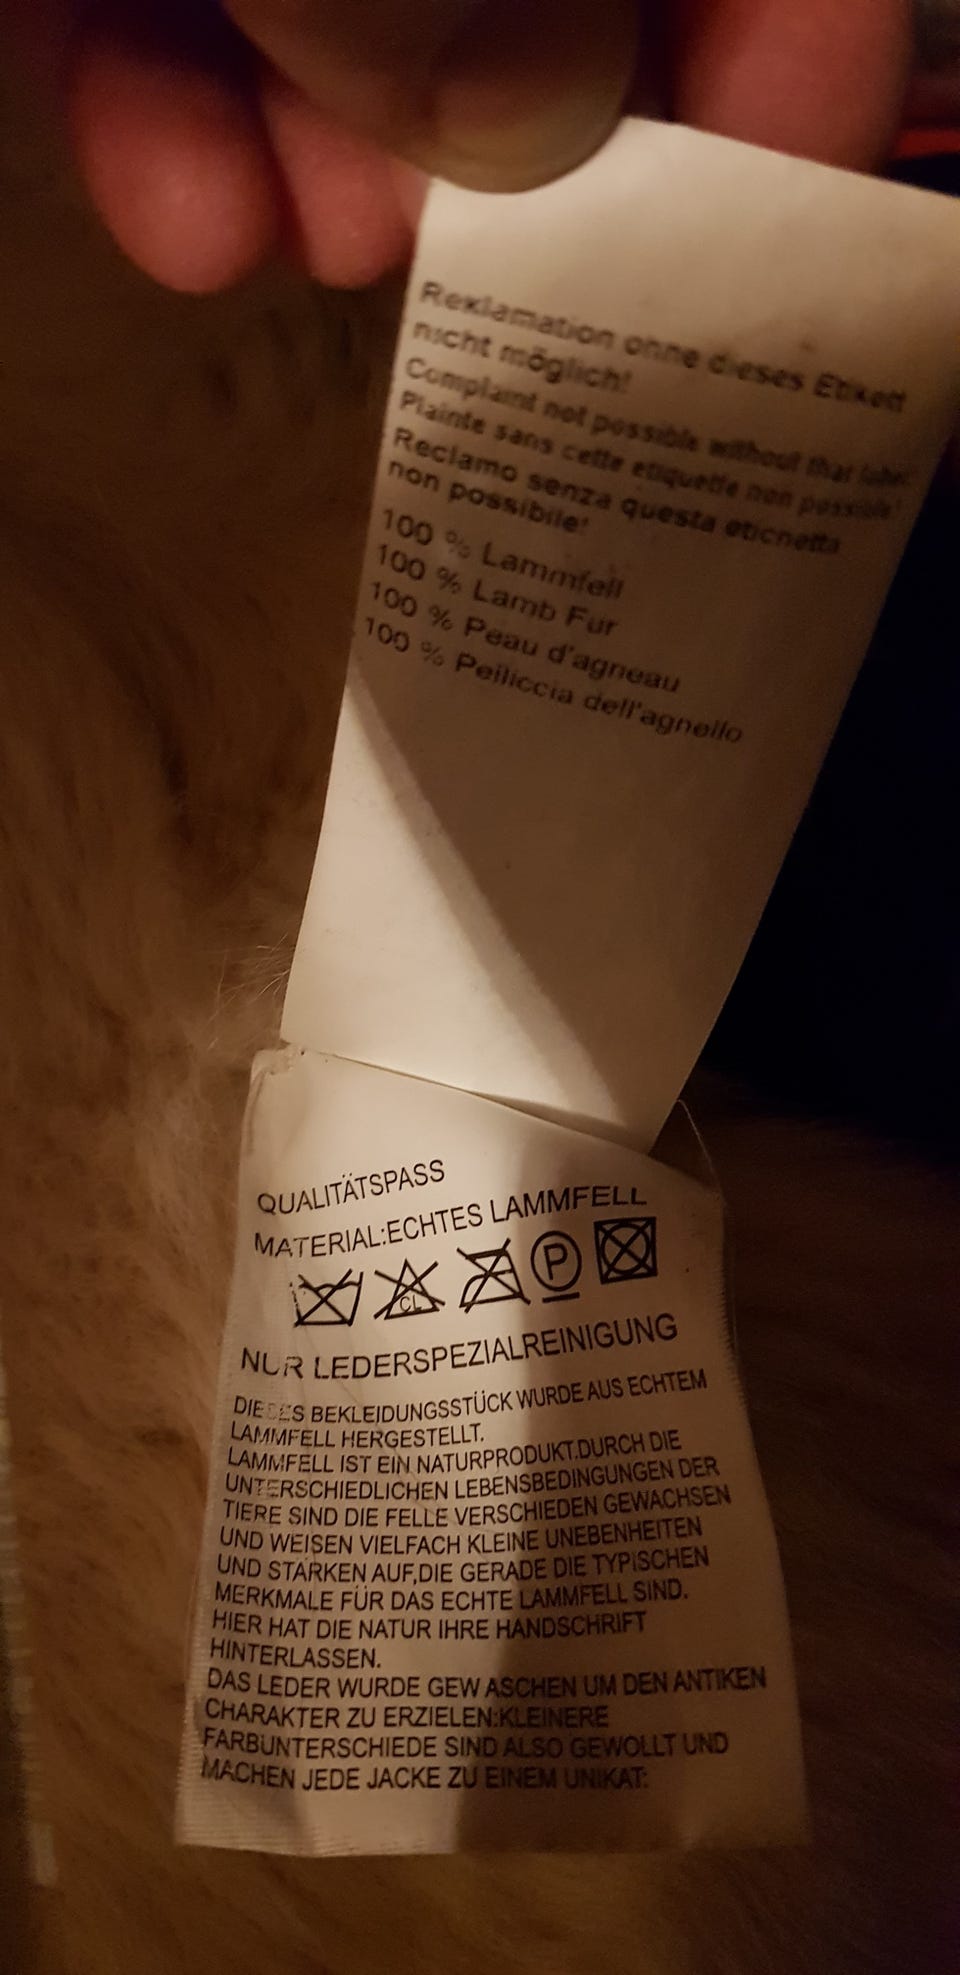 Reklamation ohne dieses Etikett
nicht möglich!
Complaint not possible without that label
Plainte sans cette etiquette non possible!
Reclamo senza questa etichetta
non possibile!
100 % Lammfell
100 % Lamb Fur
100 % Peau d'agneau
100 % Pelliccia dell'agnello
QUALITÄTSPASS
MATERIAL:ECHTES LAMMFELL
CL P
NUR LEDERSPEZIALREINIGUNG
DIESES BEKLEIDUNGSSTÜCK WURDE AUS ECHTEM
LAMMFELL HERGESTELLT.
LAMMFELL IST EIN NATURPRODUKT.DURCH DIE
UNTERSCHIEDLICHEN LEBENSBEDINGUNGEN DER
TIERE SIND DIE FELLE VERSCHIEDEN GEWACHSEN
UND WEISEN VIELFACH KLEINE UNEBENHEITEN
UND STÄRKEN AUF,DIE GERADE DIE TYPISCHEN
MERKMALE FÜR DAS ECHTE LAMMFELL SIND.
HIER HAT DIE NATUR IHRE HANDSCHRIFT
HINTERLASSEN.
DAS LEDER WURDE GEW ASCHEN UM DEN ANTIKEN
CHARAKTER ZU ERZIELEN:KLEINERE
FARBUNTERSCHIEDE SIND ALSO GEWOLLT UND
MACHEN JEDE JACKE ZU EINEM UNIKAT: